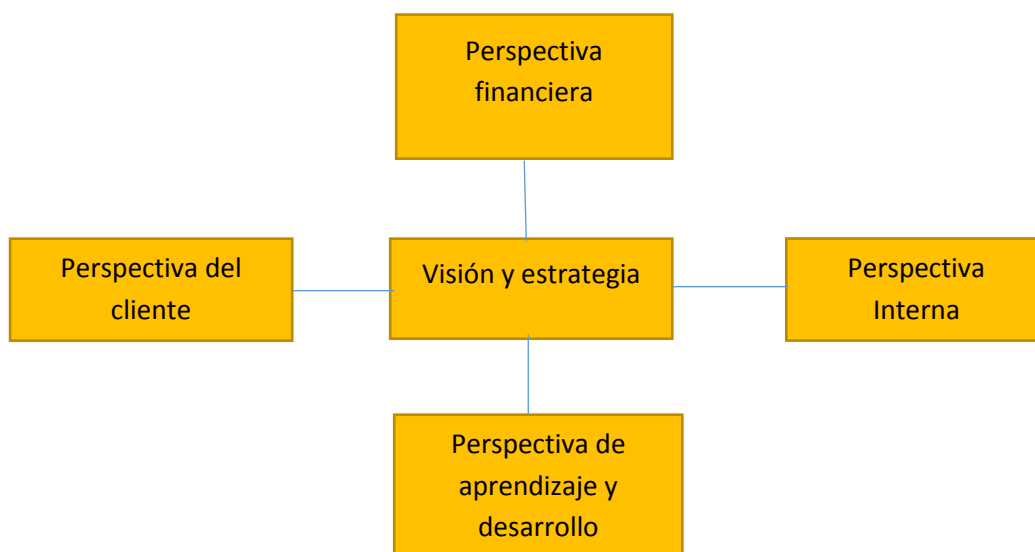 Perspectiva
financiera
Perspectiva del
cliente
Visión y estrategia
Perspectiva
Interna
Perspectiva de
aprendizaje y
desarrollo